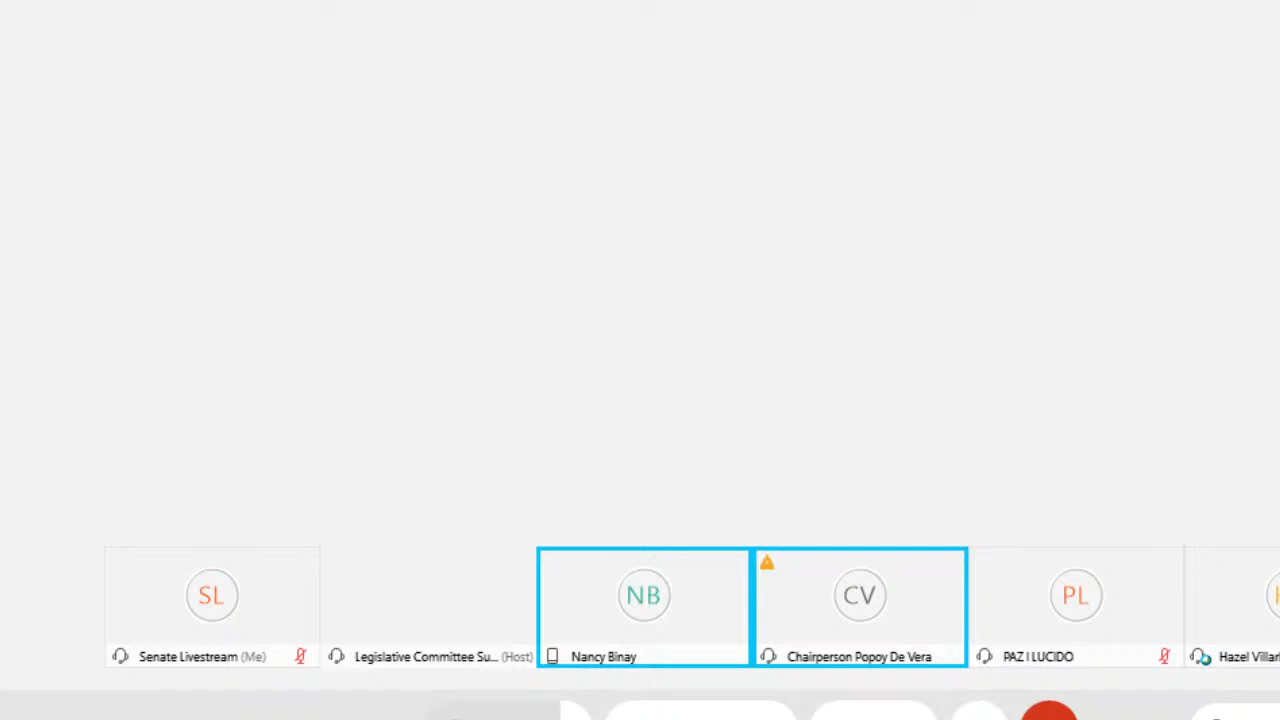 SL
NB
CV
PL
Senate Livestream (Me)
Legislative Committee Su... (Host)
Nancy Binay
Chairperson Popoy De Vera
PAZ I LUCIDO
Hazel